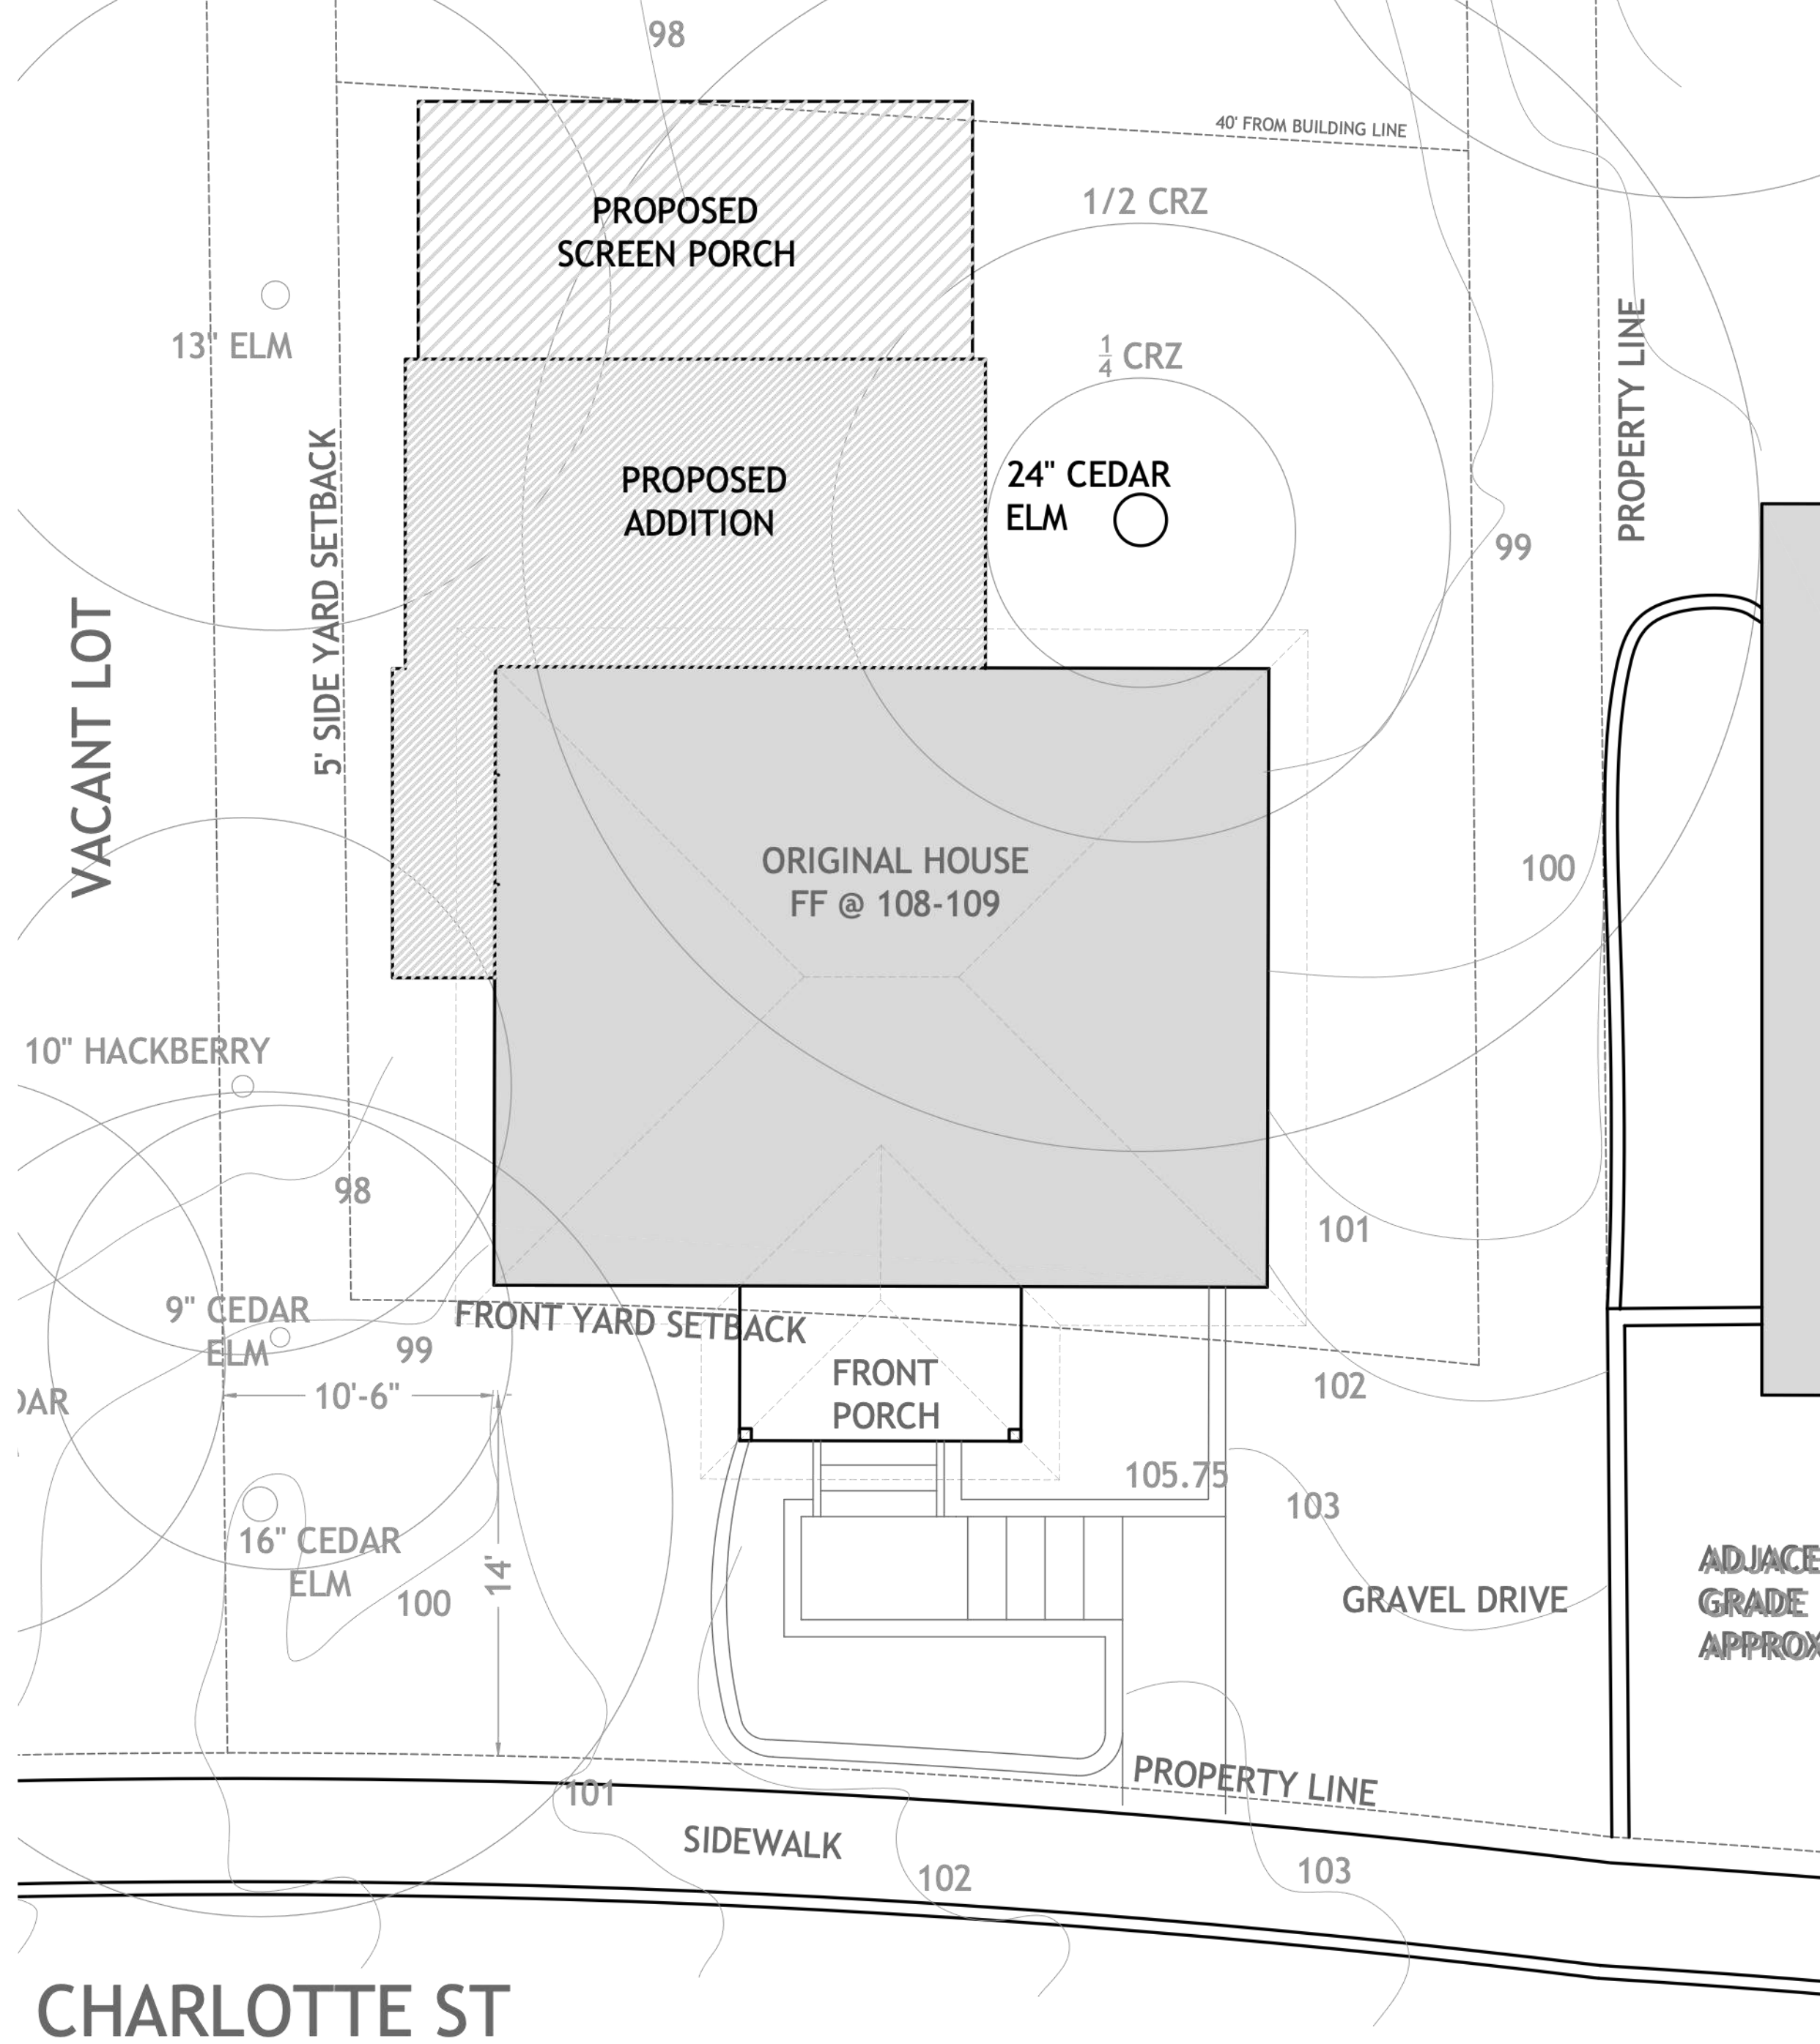 98
40' FROM BUILDING LINE
PROPOSED
SCREEN PORCH
1/2 CRZ
13" ELM
1/4 CRZ
PROPERTY LINE
5' SIDE YARD SETBACK
PROPOSED
ADDITION
24" CEDAR
ELM
99
VACANT LOT
ORIGINAL HOUSE
FF @ 108-109
100
10" HACKBERRY
98
101
9" CEDAR
ELM
FRONT YARD SETBACK
99
FRONT
PORCH
102
10'-6"
105.75
103
16" CEDAR
ELM
14'
100
GRAVEL DRIVE
PROPERTY LINE
101
SIDEWALK
102
103
CHARLOTTE ST
GRADE